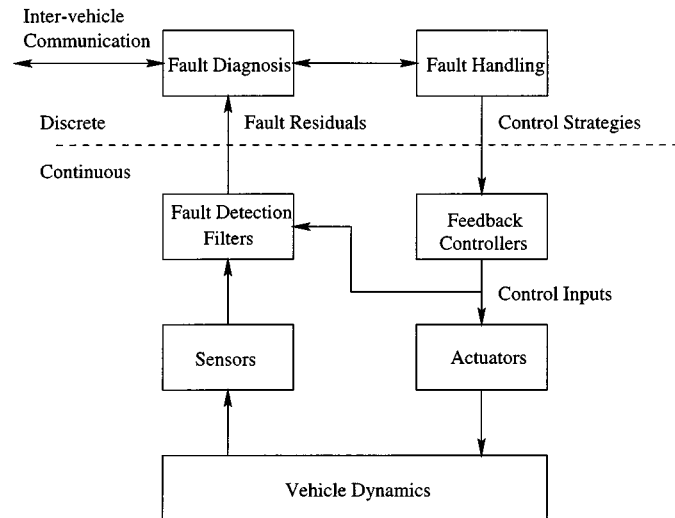 Inter-vehicle
Communication
Fault Diagnosis
Fault Handling
Discrete
Fault Residuals
Control Strategies
Continuous
Fault Detection
Filters
Feedback
Controllers
Control Inputs
Sensors
Actuators
Vehicle Dynamics